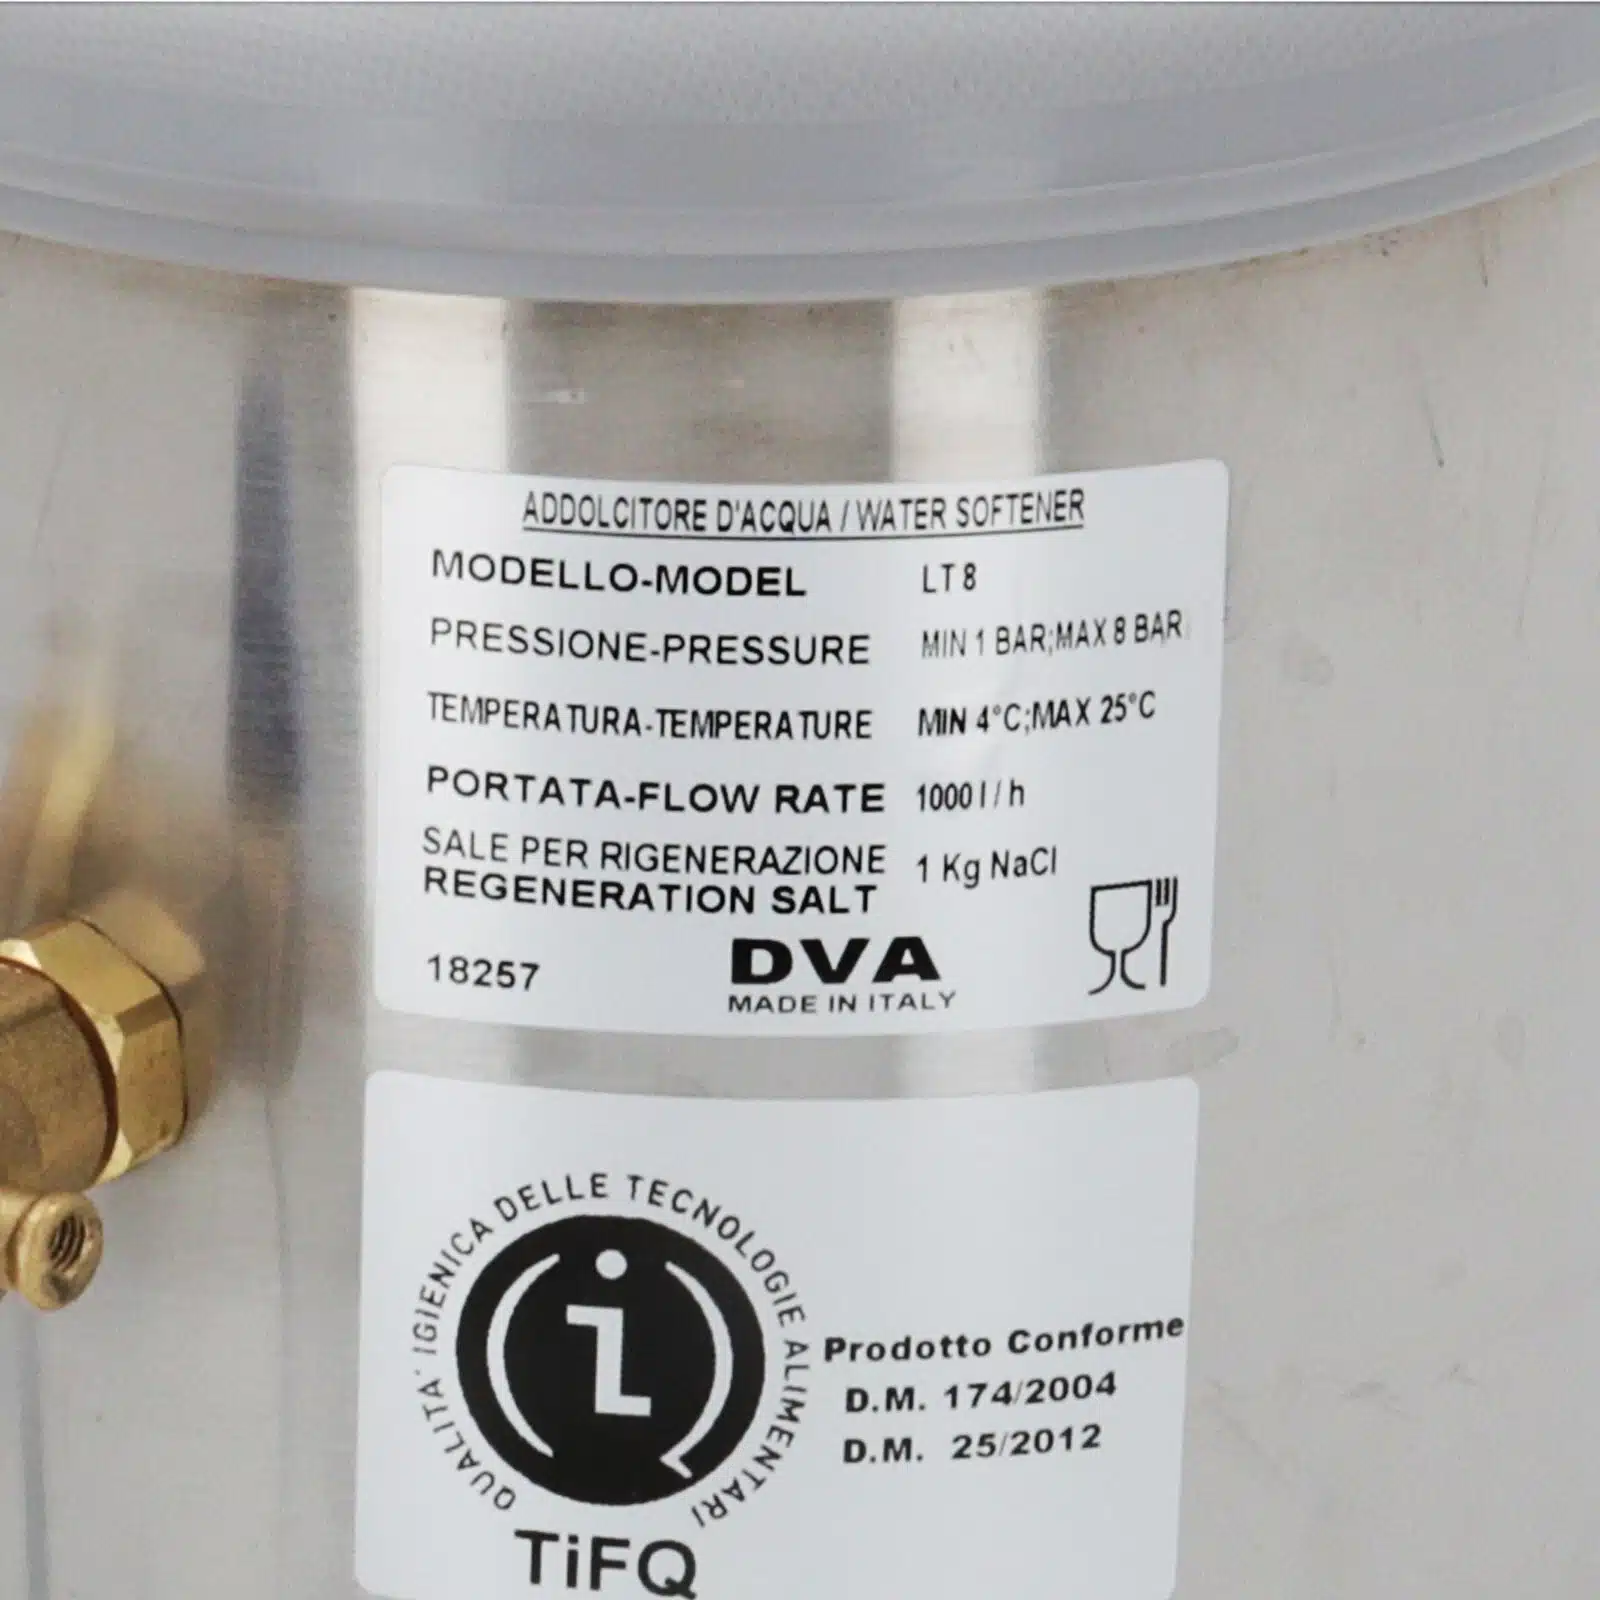 ADDOLCITORE D'ACQUA / WATER SOFTENER
MODELLO-MODEL LT 8
PRESSIONE-PRESSURE MIN 1 BAR;MAX 8 BAR
TEMPERATURA-TEMPERATURE MIN 4°C;MAX 25°C
PORTATA-FLOW RATE 1000 l / h
SALE PER RIGENERAZIONE 1 Kg NaCl
REGENERATION SALT
18257 DVA
MADE IN ITALY
QUALITA' IGIENICA DELLE TECNOLOGIE ALIMENTARI
Prodotto Conforme
D.M. 174/2004
D.M. 25/2012
TiFQ